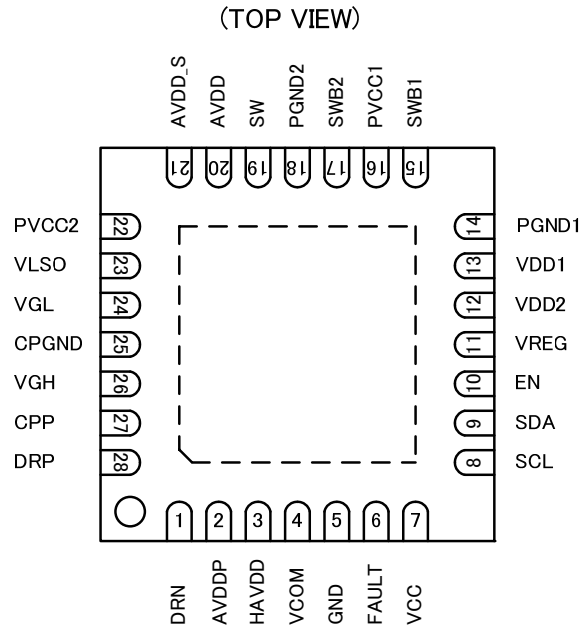 (TOP VIEW)
AVDD_S
AVDD
SW
PGND2
SWB2
PVCC1
SWB1
21
20
19
18
17
16
15
PVCC2 22
14 PGND1
VLSO 23
13 VDD1
VGL 24
12 VDD2
CPGND 25
11 VREG
VGH 26
10 EN
CPP 27
9 SDA
DRP 28
8 SCL
1
2
3
4
5
6
7
DRN
AVDDP
HAVDD
VCOM
GND
FAULT
VCC